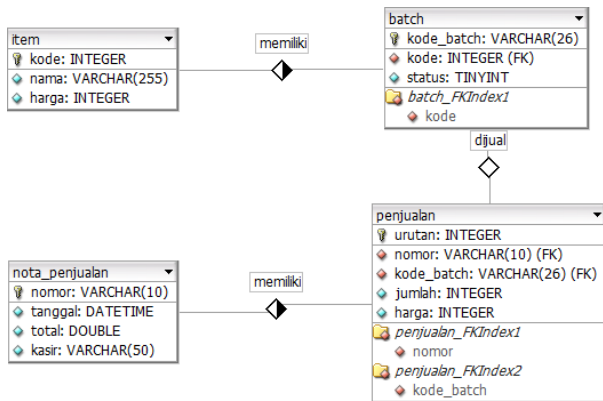 item
kode: INTEGER
nama: VARCHAR(255)
harga: INTEGER
memiliki
batch
kode_batch: VARCHAR(26)
kode: INTEGER (FK)
status: TINYINT
batch_FKIndex1
kode
dijual
nota_penjualan
nomor: VARCHAR(10)
tanggal: DATETIME
total: DOUBLE
kasir: VARCHAR(50)
memiliki
penjualan
urutan: INTEGER
nomor: VARCHAR(10) (FK)
kode_batch: VARCHAR(26) (FK)
jumlah: INTEGER
harga: INTEGER
penjualan_FKIndex1
nomor
penjualan_FKIndex2
kode_batch